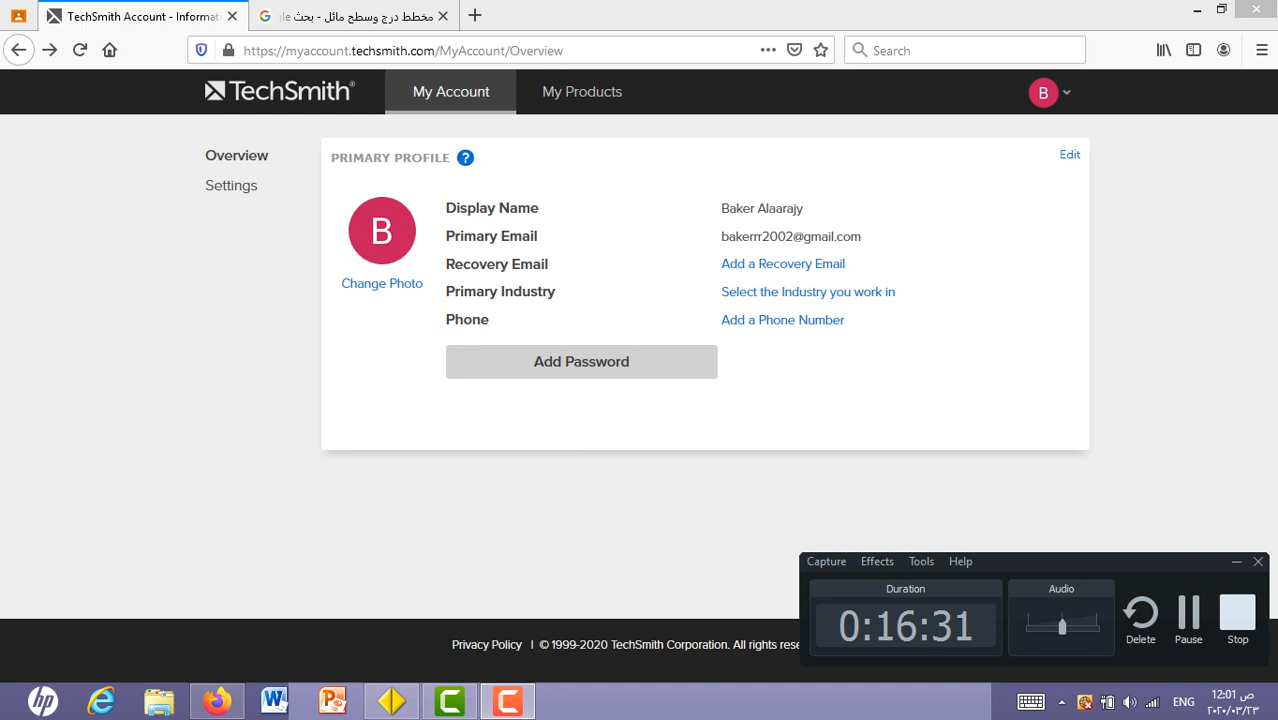 TechSmith Account - Informat
مخطط درج وسطح مائل - بحث gle
https://myaccount.techsmith.com/MyAccount/Overview
Search
TechSmith®
My Account
My Products
B
Overview
Settings
PRIMARY PROFILE ?
Edit
B
Change Photo
Display Name
Baker Alaarajy
Primary Email
bakerrr2002@gmail.com
Recovery Email
Add a Recovery Email
Primary Industry
Select the Industry you work in
Phone
Add a Phone Number
Add Password
Capture Effects Tools Help
Duration
0:16:31
Audio
Delete
Pause
Stop
Privacy Policy | © 1999-2020 TechSmith Corporation. All rights rese
hp
ENG
12:01 ص
٢٠٢٠/٠٣/٢٣